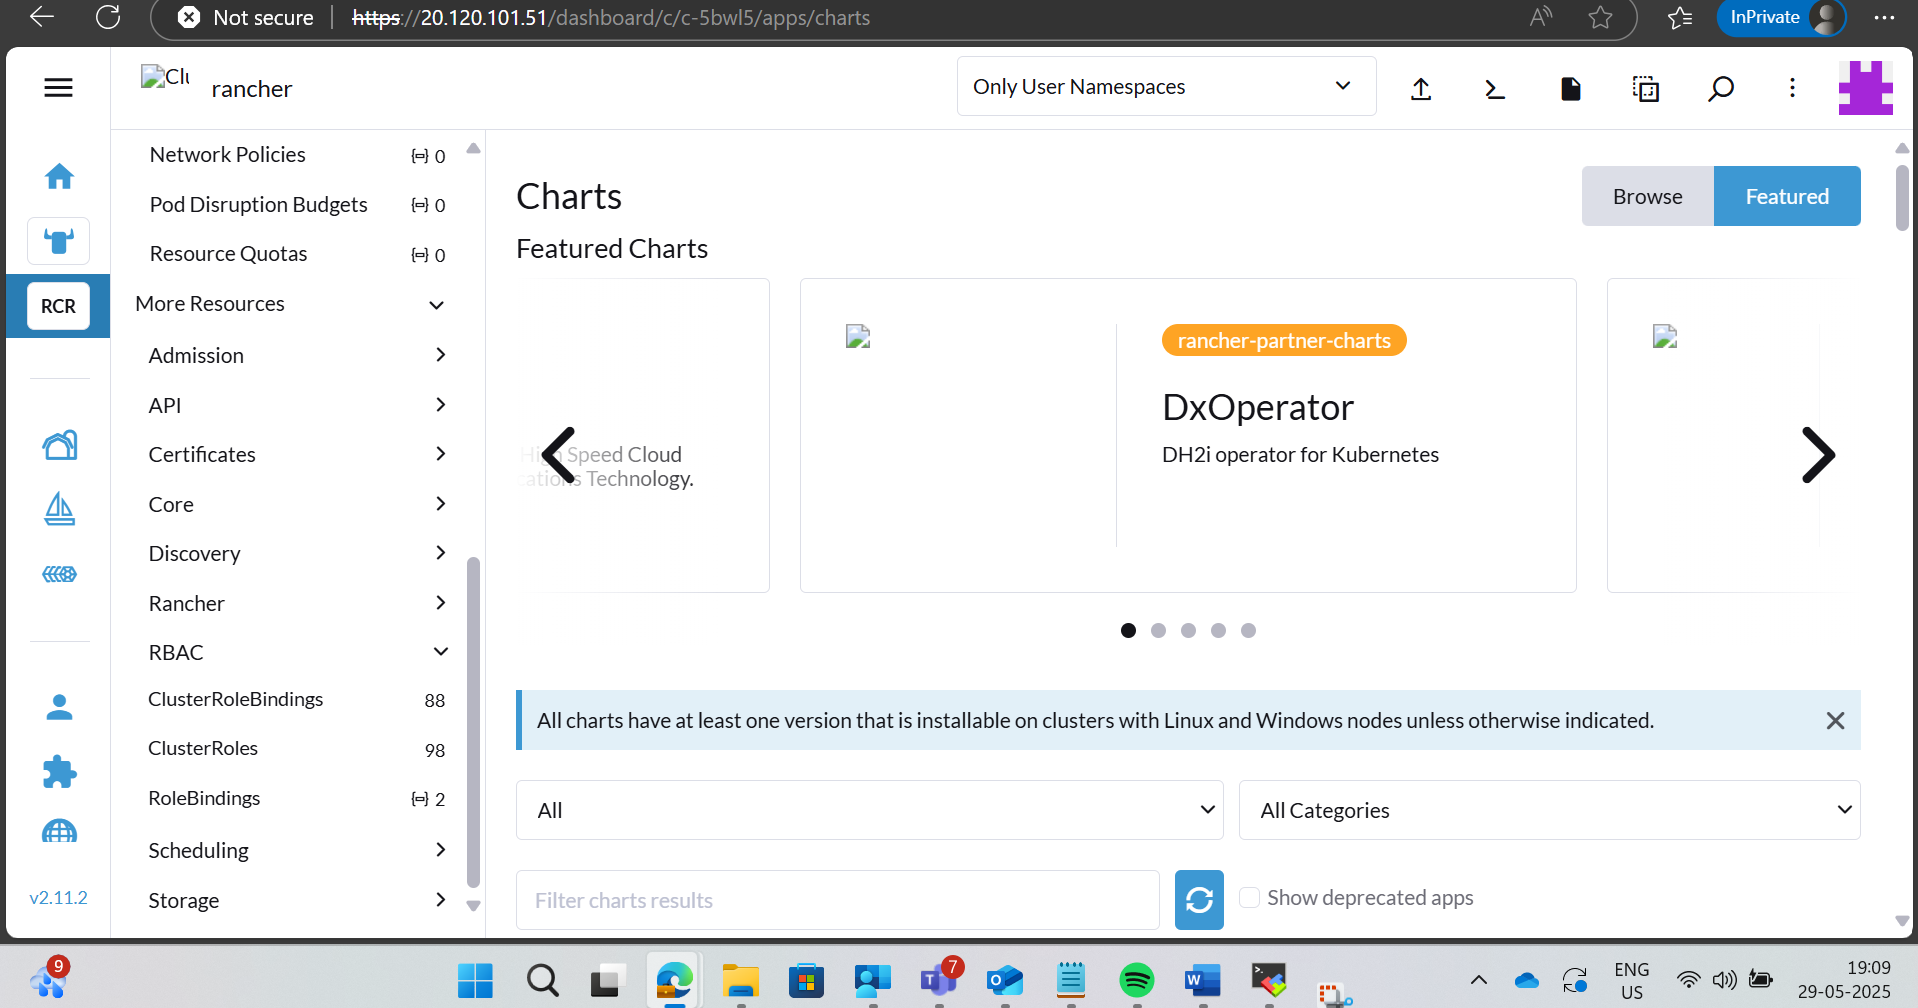 Not secure
https://20.120.101.51/dashboard/c/c-5bwl5/apps/charts
InPrivate
Clu
rancher
Only User Namespaces
RCR
v2.11.2
Network Policies 0
Pod Disruption Budgets 0
Resource Quotas 0
More Resources
Admission
API
Certificates
Core
Discovery
Rancher
RBAC
ClusterRoleBindings 88
ClusterRoles 98
RoleBindings 2
Scheduling
Storage
Charts
Browse
Featured
Featured Charts
High Speed Cloud
cations Technology.
rancher-partner-charts
DxOperator
DH2i operator for Kubernetes
All charts have at least one version that is installable on clusters with Linux and Windows nodes unless otherwise indicated.
All
All Categories
Filter charts results
Show deprecated apps
9
7
ENG
US
19:09
29-05-2025